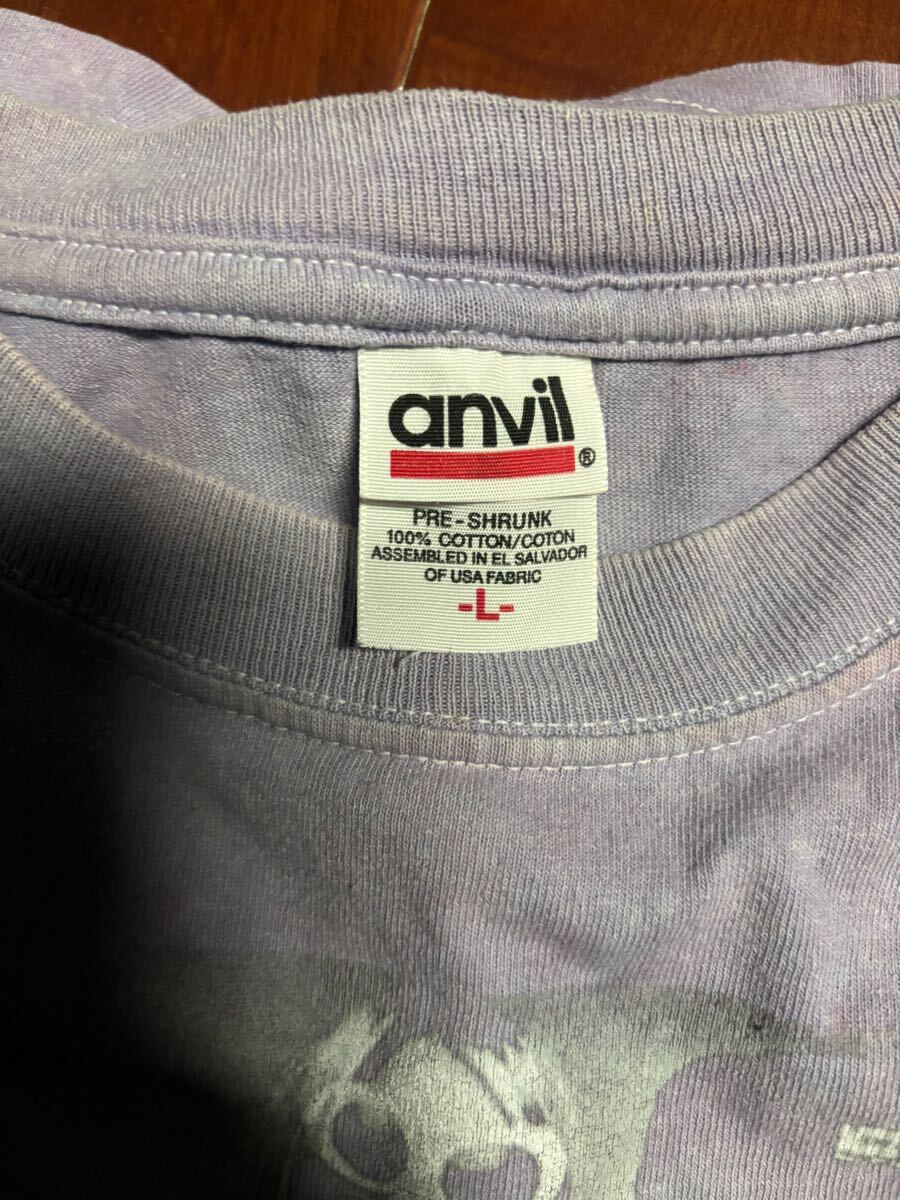 anvil
®
PRE-SHRUNK
100% COTTON/COTON
ASSEMBLED IN EL SALVADOR
OF USA FABRIC
-L-